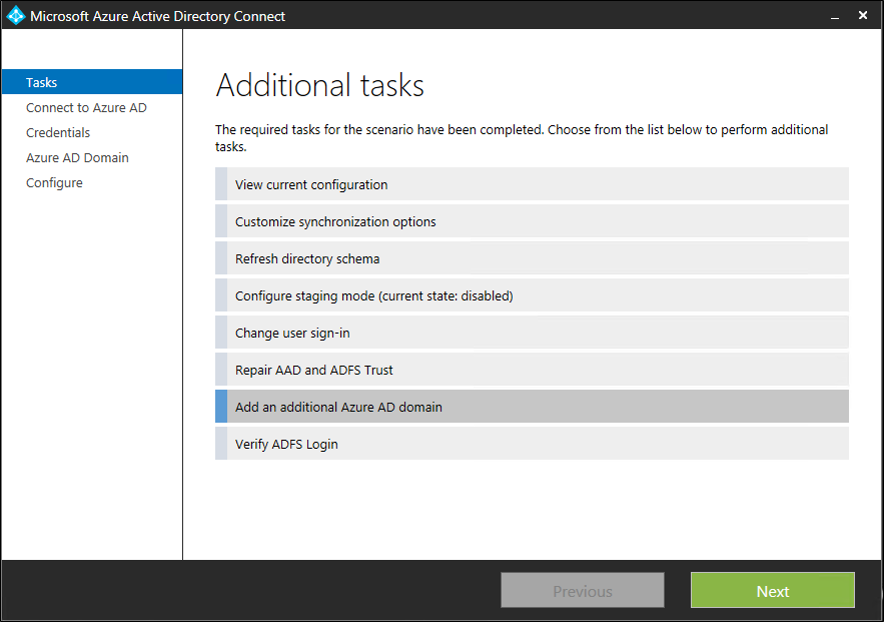 Microsoft Azure Active Directory Connect
Tasks
Connect to Azure AD
Credentials
Azure AD Domain
Configure
Additional tasks
The required tasks for the scenario have been completed. Choose from the list below to perform additional
tasks.
View current configuration
Customize synchronization options
Refresh directory schema
Configure staging mode (current state: disabled)
Change user sign-in
Repair AAD and ADFS Trust
Add an additional Azure AD domain
Verify ADFS Login
Previous
Next